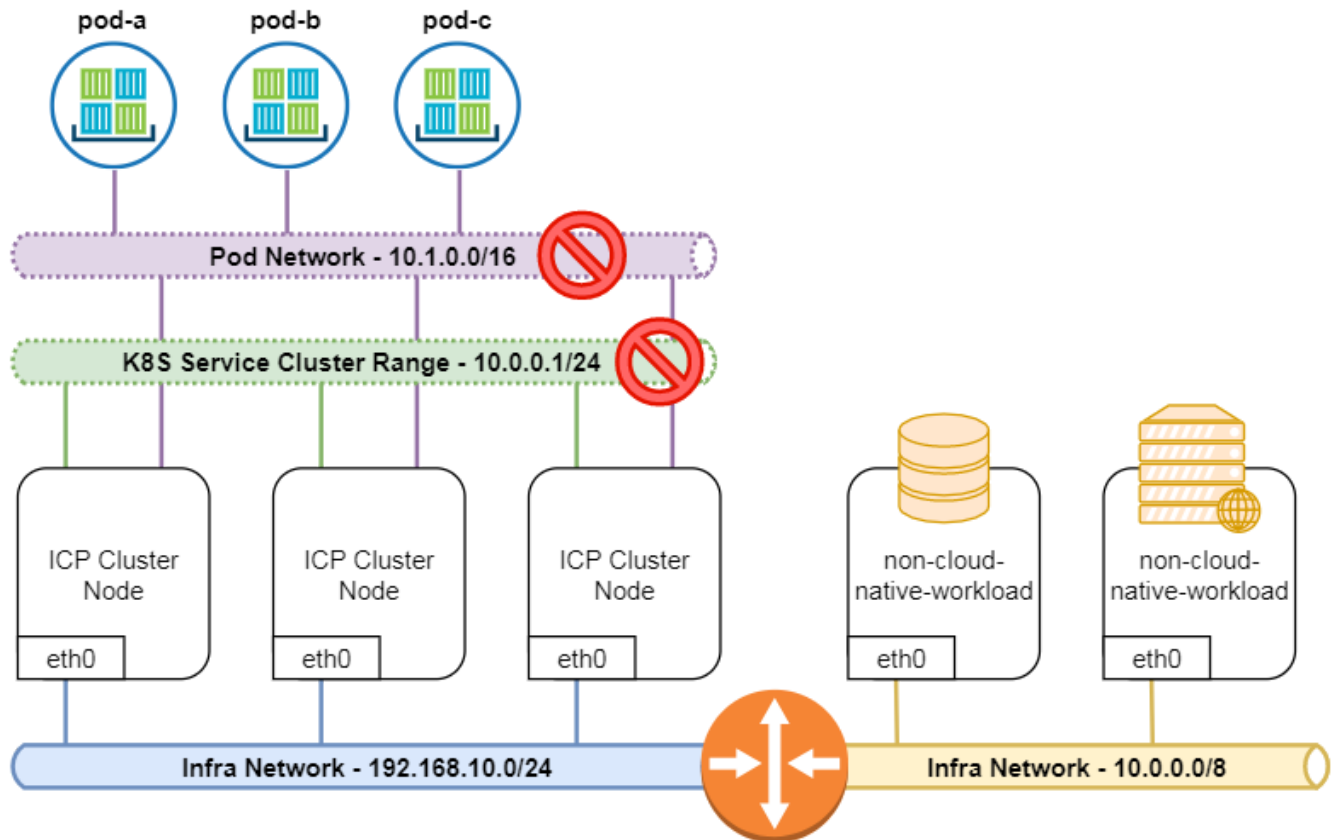 pod-a
pod-b
pod-c
Pod Network - 10.1.0.0/16
K8S Service Cluster Range - 10.0.0.1/24
ICP Cluster
Node
eth0
ICP Cluster
Node
eth0
ICP Cluster
Node
eth0
non-cloud-
native-workload
eth0
non-cloud-
native-workload
eth0
Infra Network - 192.168.10.0/24
Infra Network - 10.0.0.0/8